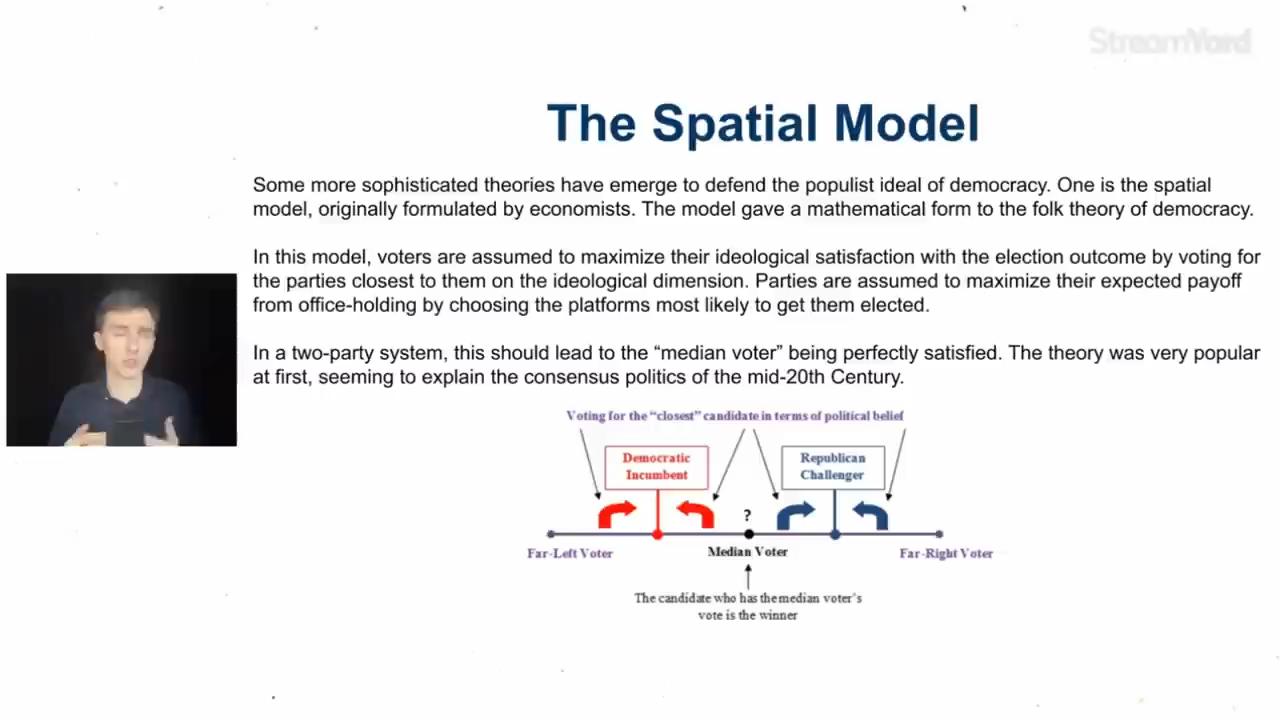 StreamYard
The Spatial Model
Some more sophisticated theories have emerge to defend the populist ideal of democracy. One is the spatial
model, originally formulated by economists. The model gave a mathematical form to the folk theory of democracy.
In this model, voters are assumed to maximize their ideological satisfaction with the election outcome by voting for
the parties closest to them on the ideological dimension. Parties are assumed to maximize their expected payoff
from office-holding by choosing the platforms most likely to get them elected.
In a two-party system, this should lead to the “median voter” being perfectly satisfied. The theory was very popular
at first, seeming to explain the consensus politics of the mid-20th Century.
Voting for the “closest” candidate in terms of political belief
Democratic
Incumbent
Republican
Challenger
?
Far-Left Voter
Median Voter
Far-Right Voter
The candidate who has the median voter’s
vote is the winner